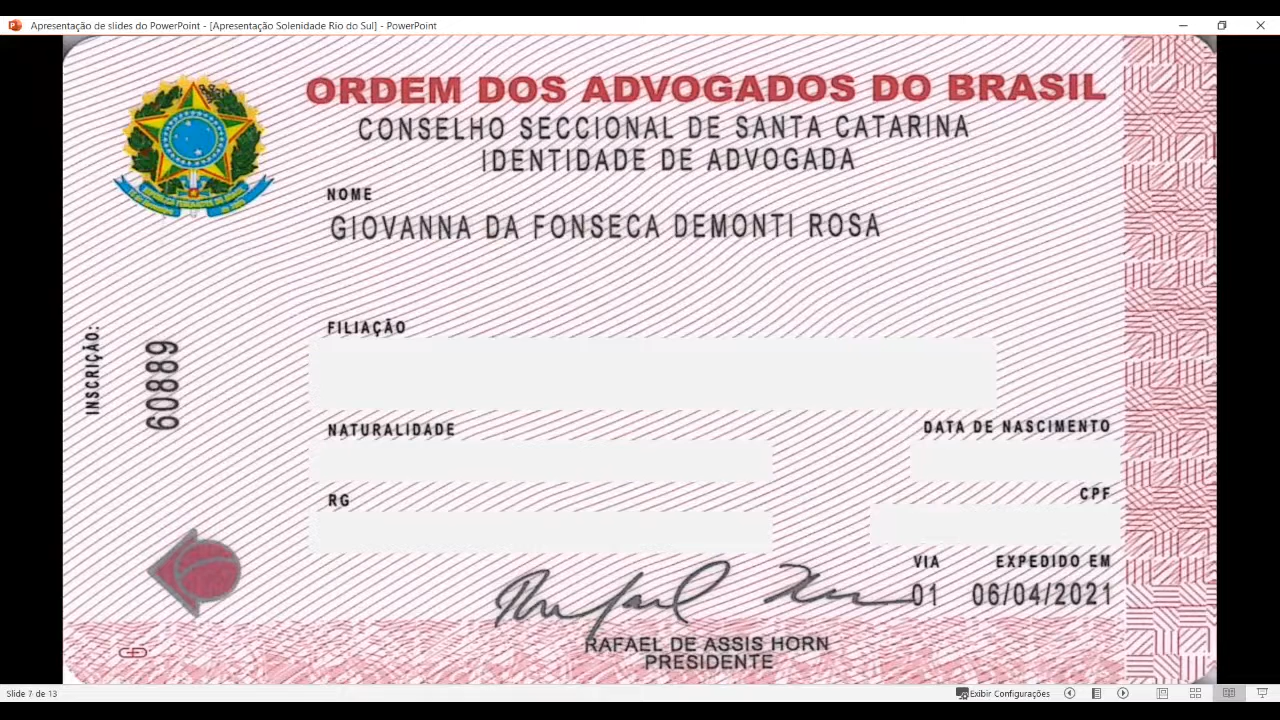 Apresentação de slides do PowerPoint - [Apresentação Solenidade Rio do Sul] - PowerPoint
ORDEM DOS ADVOGADOS DO BRASIL
CONSELHO SECCIONAL DE SANTA CATARINA
IDENTIDADE DE ADVOGADA
NOME
GIOVANNA DA FONSECA DEMONTI ROSA
INSCRIÇÃO:
60889
FILIAÇÃO
NATURALIDADE
DATA DE NASCIMENTO
RG
CPF
VIA
EXPEDIDO EM
01
06/04/2021
RAFAEL DE ASSIS HORN
PRESIDENTE
Slide 7 de 13
Exibir Configurações